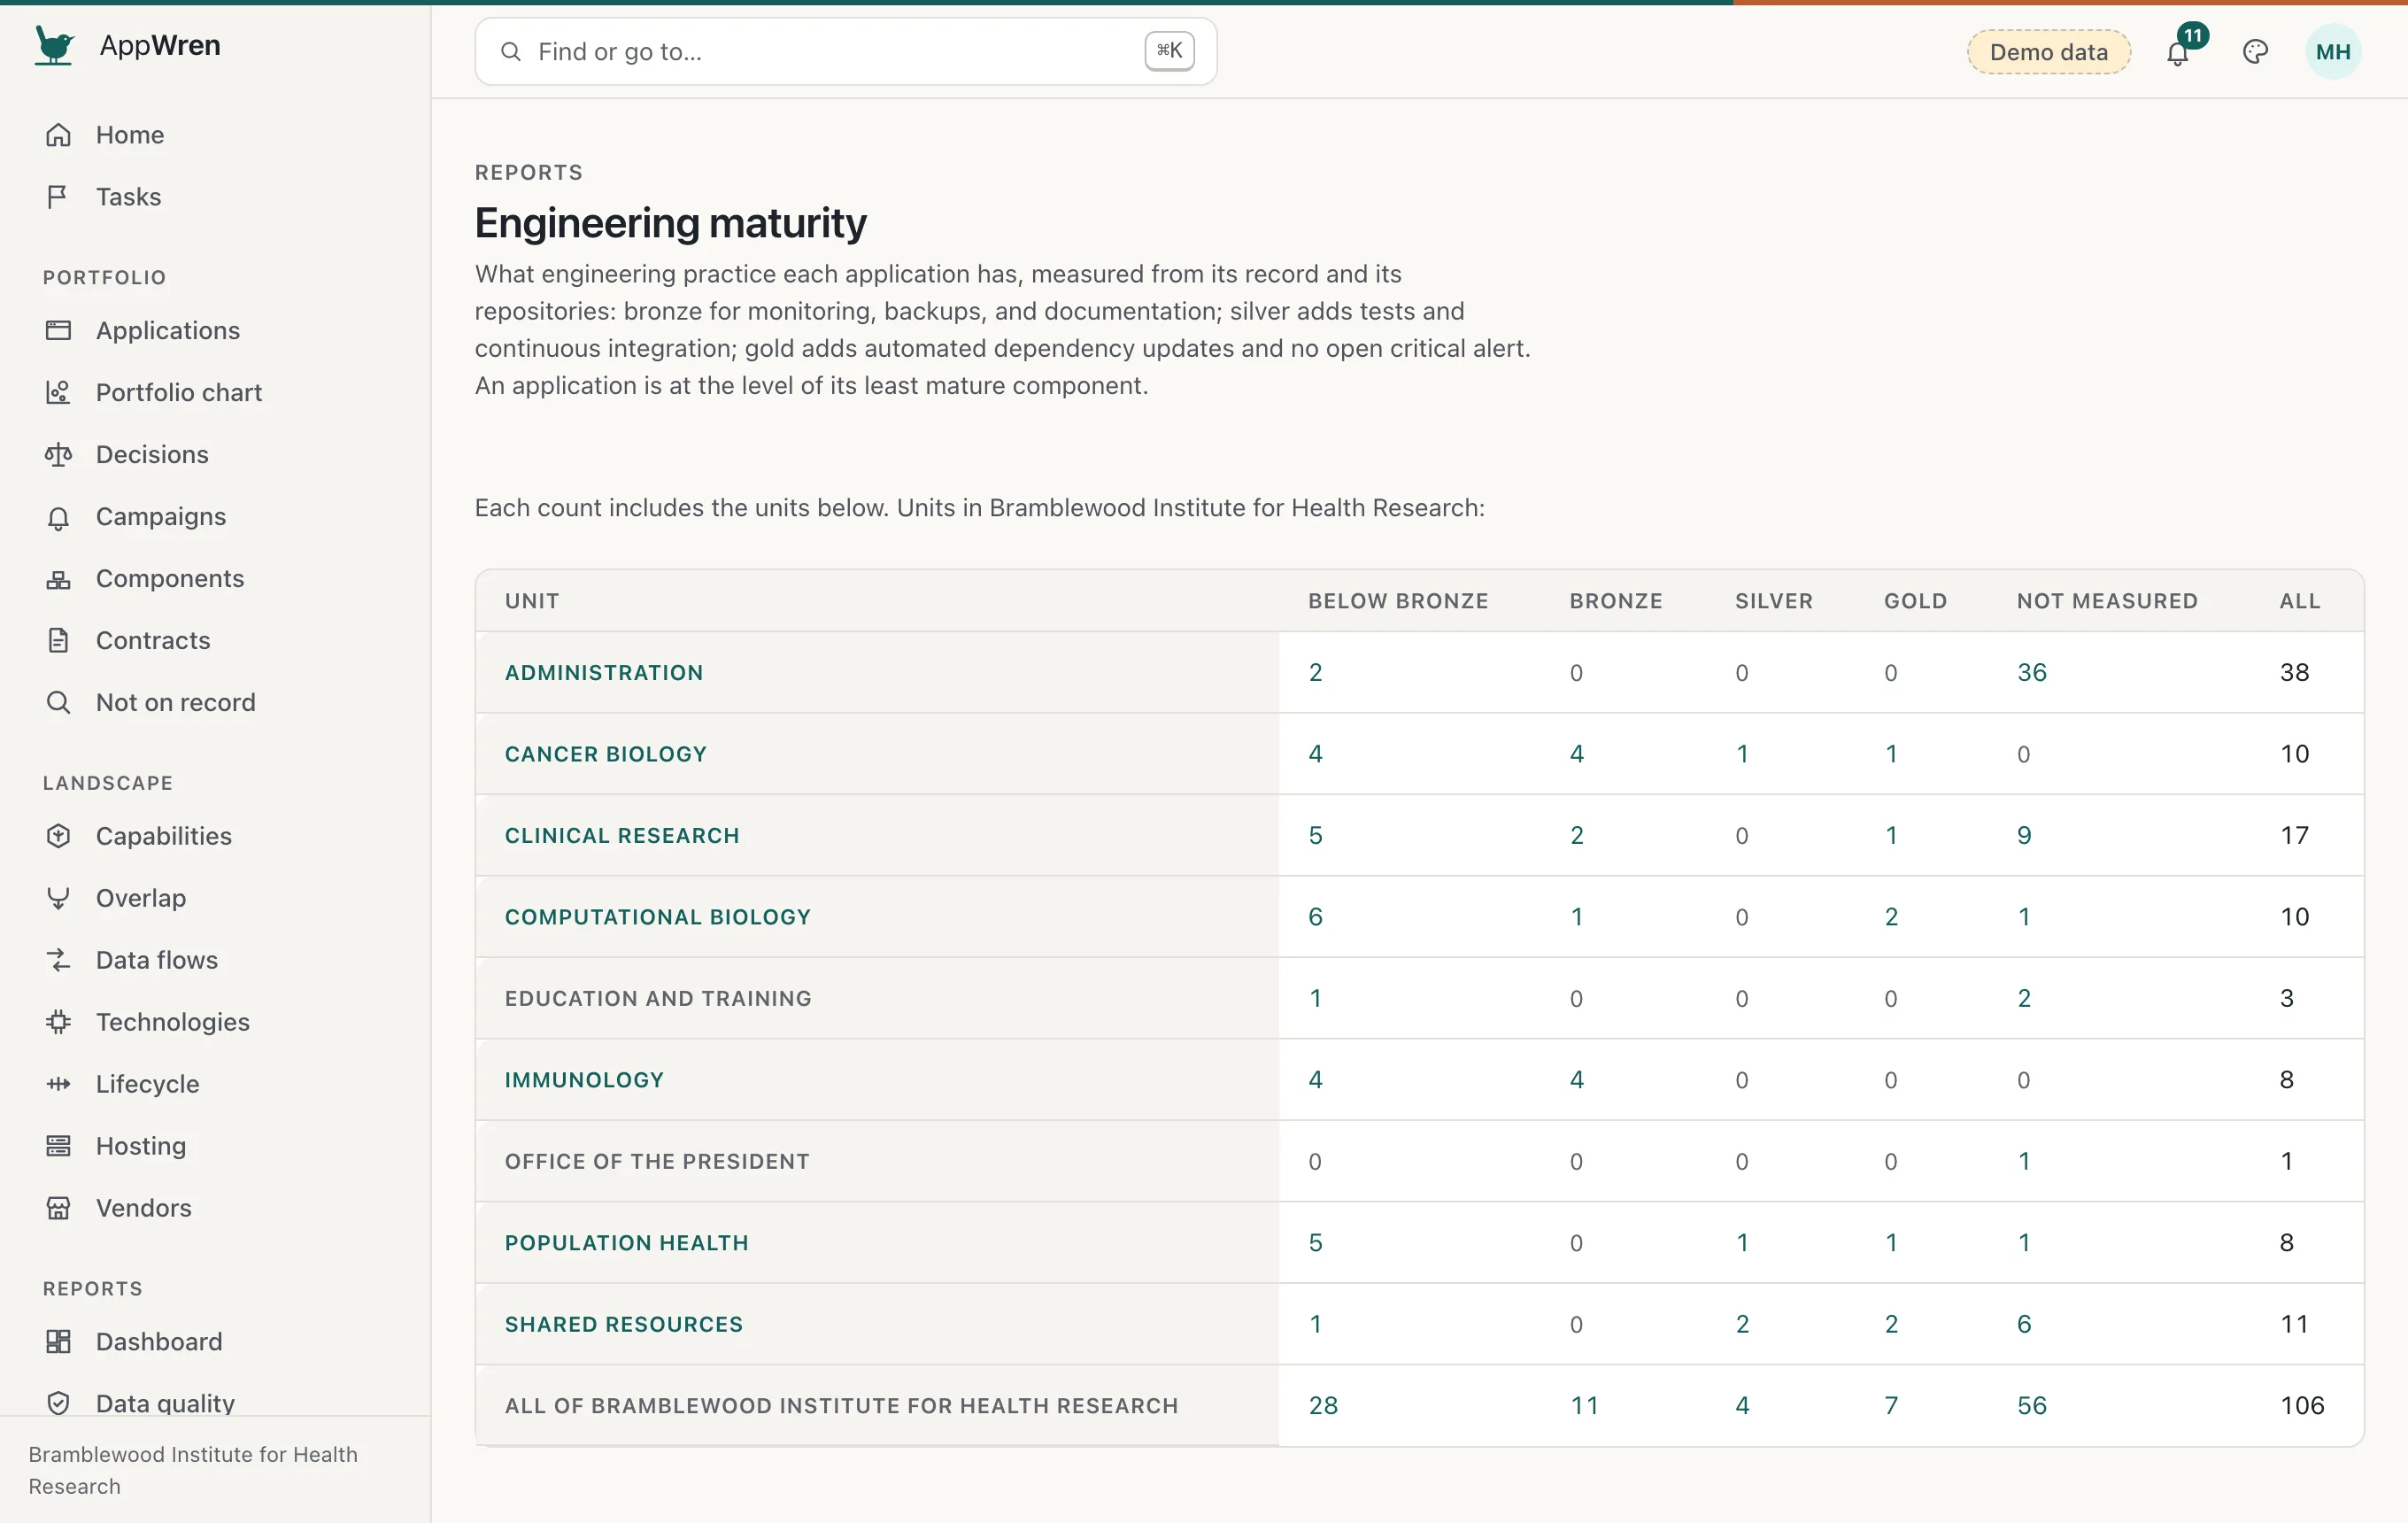 AppWren
Find or go to...
⌘K
Demo data
11
MH
Home
Tasks
PORTFOLIO
Applications
Portfolio chart
Decisions
Campaigns
Components
Contracts
Not on record
LANDSCAPE
Capabilities
Overlap
Data flows
Technologies
Lifecycle
Hosting
Vendors
REPORTS
Dashboard
Data quality
Bramblewood Institute for Health
Research
REPORTS
Engineering maturity
What engineering practice each application has, measured from its record and its
repositories: bronze for monitoring, backups, and documentation; silver adds tests and
continuous integration; gold adds automated dependency updates and no open critical alert.
An application is at the level of its least mature component.
Each count includes the units below. Units in Bramblewood Institute for Health Research:
UNIT BELOW BRONZE BRONZE SILVER GOLD NOT MEASURED ALL
ADMINISTRATION 2 0 0 0 36 38
CANCER BIOLOGY 4 4 1 1 0 10
CLINICAL RESEARCH 5 2 0 1 9 17
COMPUTATIONAL BIOLOGY 6 1 0 2 1 10
EDUCATION AND TRAINING 1 0 0 0 2 3
IMMUNOLOGY 4 4 0 0 0 8
OFFICE OF THE PRESIDENT 0 0 0 0 1 1
POPULATION HEALTH 5 0 1 1 1 8
SHARED RESOURCES 1 0 2 2 6 11
ALL OF BRAMBLEWOOD INSTITUTE FOR HEALTH RESEARCH 28 11 4 7 56 106